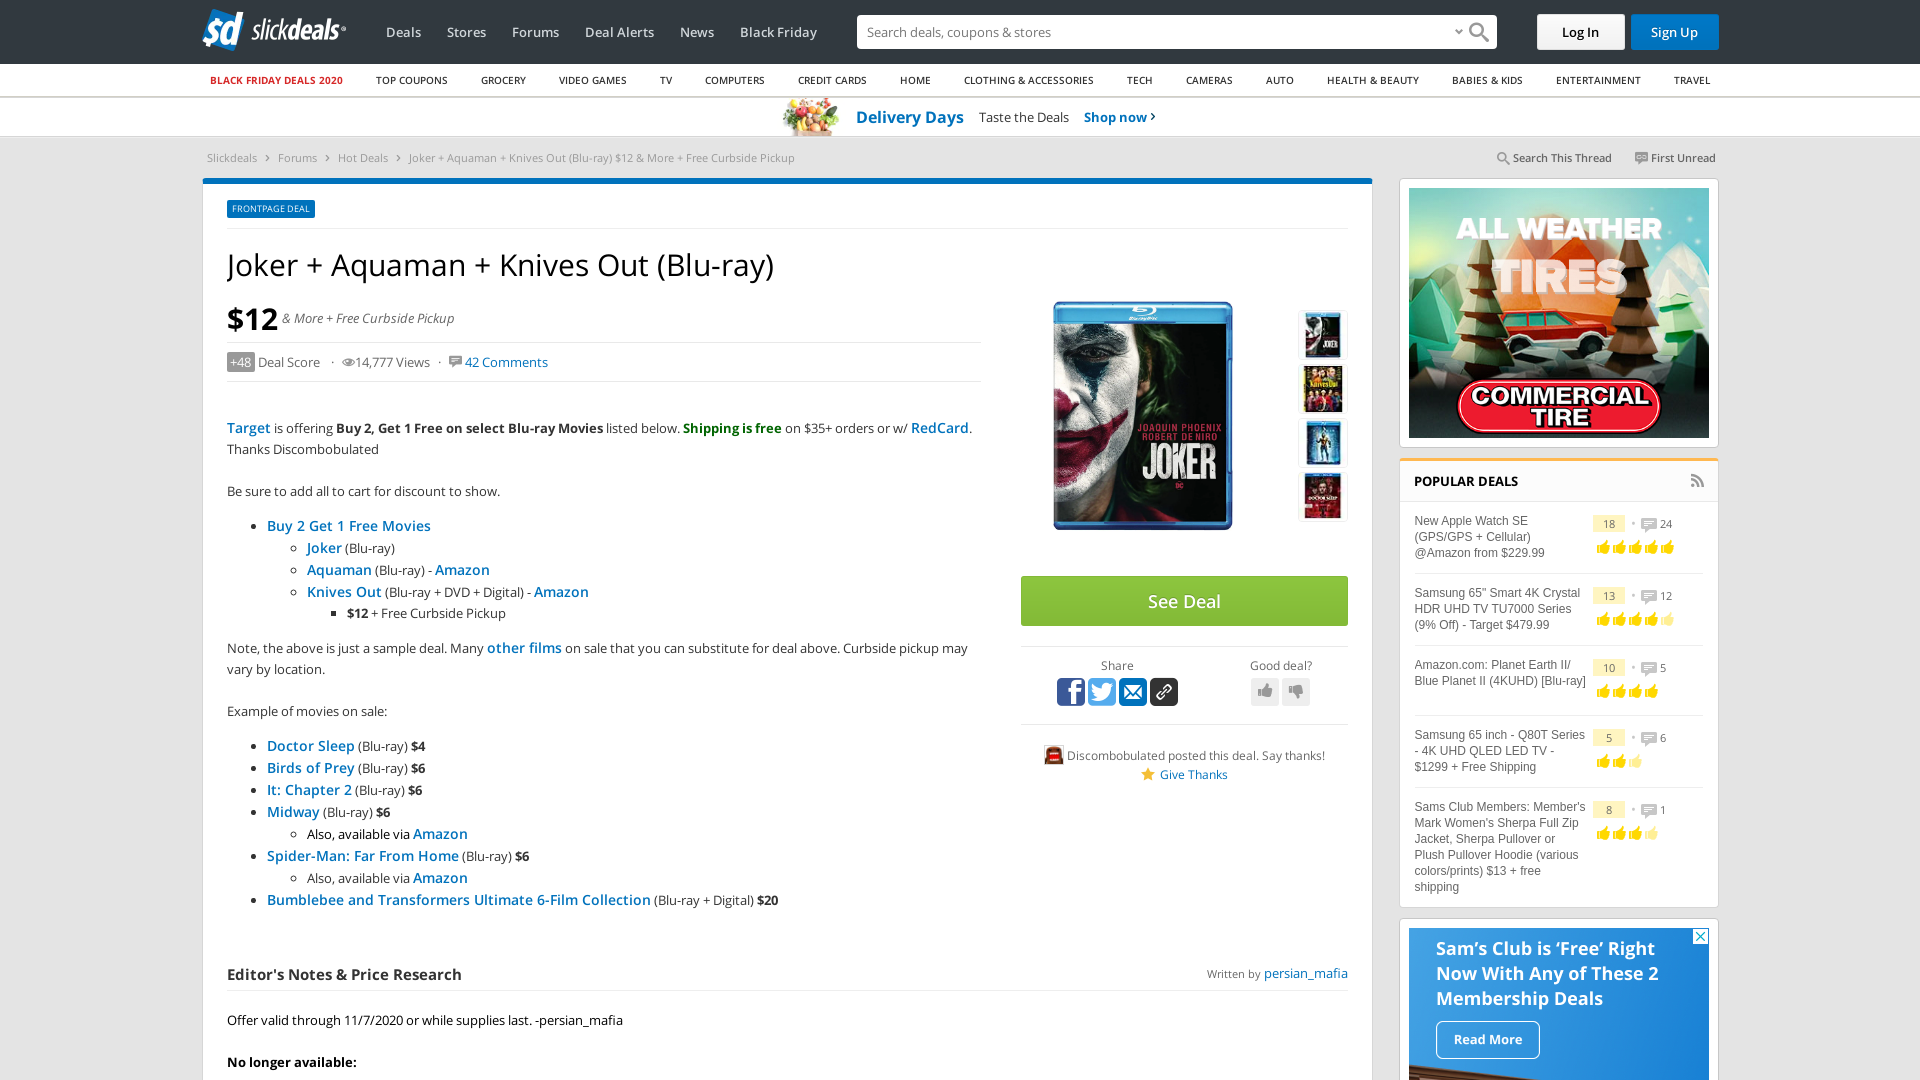 sd slickdeals
Deals Stores Forums Deal Alerts News Black Friday
Search deals, coupons & stores
Log In Sign Up
BLACK FRIDAY DEALS 2020 TOP COUPONS GROCERY VIDEO GAMES TV COMPUTERS CREDIT CARDS HOME CLOTHING & ACCESSORIES TECH CAMERAS AUTO HEALTH & BEAUTY BABIES & KIDS ENTERTAINMENT TRAVEL
Delivery Days Taste the Deals Shop now ›
Slickdeals › Forums › Hot Deals › Joker + Aquaman + Knives Out (Blu-ray) $12 & More + Free Curbside Pickup
Search This Thread First Unread
FRONTPAGE DEAL
Joker + Aquaman + Knives Out (Blu-ray)
$12 & More + Free Curbside Pickup
+48 Deal Score · 14,777 Views · 42 Comments
Target is offering Buy 2, Get 1 Free on select Blu-ray Movies listed below. Shipping is free on $35+ orders or w/ RedCard.
Thanks Discombobulated
Be sure to add all to cart for discount to show.
Buy 2 Get 1 Free Movies
Joker (Blu-ray)
Aquaman (Blu-ray) - Amazon
Knives Out (Blu-ray + DVD + Digital) - Amazon
$12 + Free Curbside Pickup
Note, the above is just a sample deal. Many other films on sale that you can substitute for deal above. Curbside pickup may
vary by location.
Example of movies on sale:
Doctor Sleep (Blu-ray) $4
Birds of Prey (Blu-ray) $6
It: Chapter 2 (Blu-ray) $6
Midway (Blu-ray) $6
Also, available via Amazon
Spider-Man: Far From Home (Blu-ray) $6
Also, available via Amazon
Bumblebee and Transformers Ultimate 6-Film Collection (Blu-ray + Digital) $20
JOAQUIN PHOENIX
ROBERT DE NIRO
JOKER
See Deal
Share
Good deal?
Discombobulated posted this deal. Say thanks!
Give Thanks
Editor's Notes & Price Research
Written by persian_mafia
Offer valid through 11/7/2020 or while supplies last. -persian_mafia
No longer available:
ALL WEATHER
TIRES
COMMERCIAL
TIRE
POPULAR DEALS
New Apple Watch SE
(GPS/GPS + Cellular)
@Amazon from $229.99
18 • 24
Samsung 65" Smart 4K Crystal
HDR UHD TV TU7000 Series
(9% Off) - Target $479.99
13 • 12
Amazon.com: Planet Earth II/
Blue Planet II (4KUHD) [Blu-ray]
10 • 5
Samsung 65 inch - Q80T Series
- 4K UHD QLED LED TV -
$1299 + Free Shipping
5 • 6
Sams Club Members: Member's
Mark Women's Sherpa Full Zip
Jacket, Sherpa Pullover or
Plush Pullover Hoodie (various
colors/prints) $13 + free
shipping
8 • 1
Sam's Club is ‘Free’ Right
Now With Any of These 2
Membership Deals
Read More